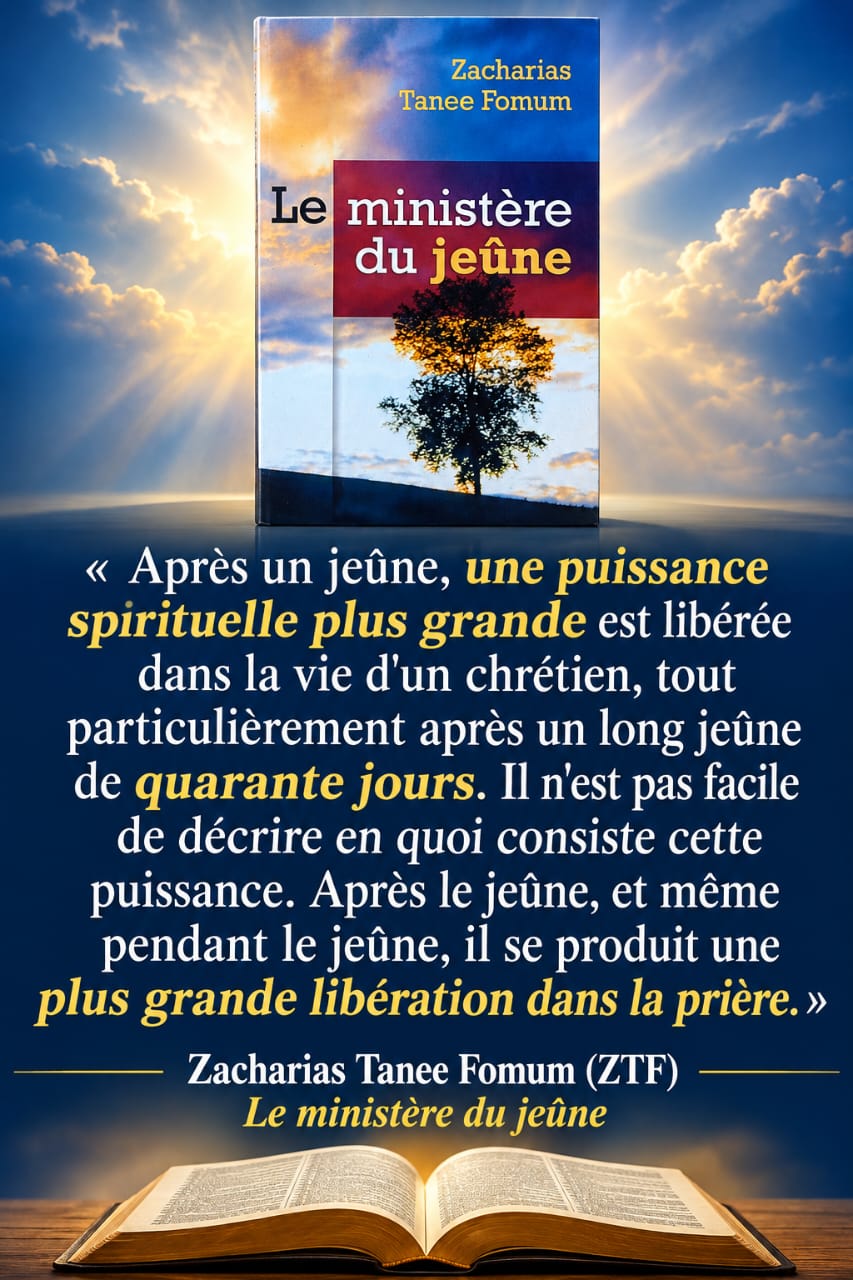 Zacharias
Tanee Fomum
Le ministère
du jeûne
« Après un jeûne, une puissance
spirituelle plus grande est libérée
dans la vie d'un chrétien, tout
particulièrement après un long jeûne
de quarante jours. Il n'est pas facile
de décrire en quoi consiste cette
puissance. Après le jeûne, et même
pendant le jeûne, il se produit une
plus grande libération dans la prière. »
Zacharias Tanee Fomum (ZTF)
Le ministère du jeûne